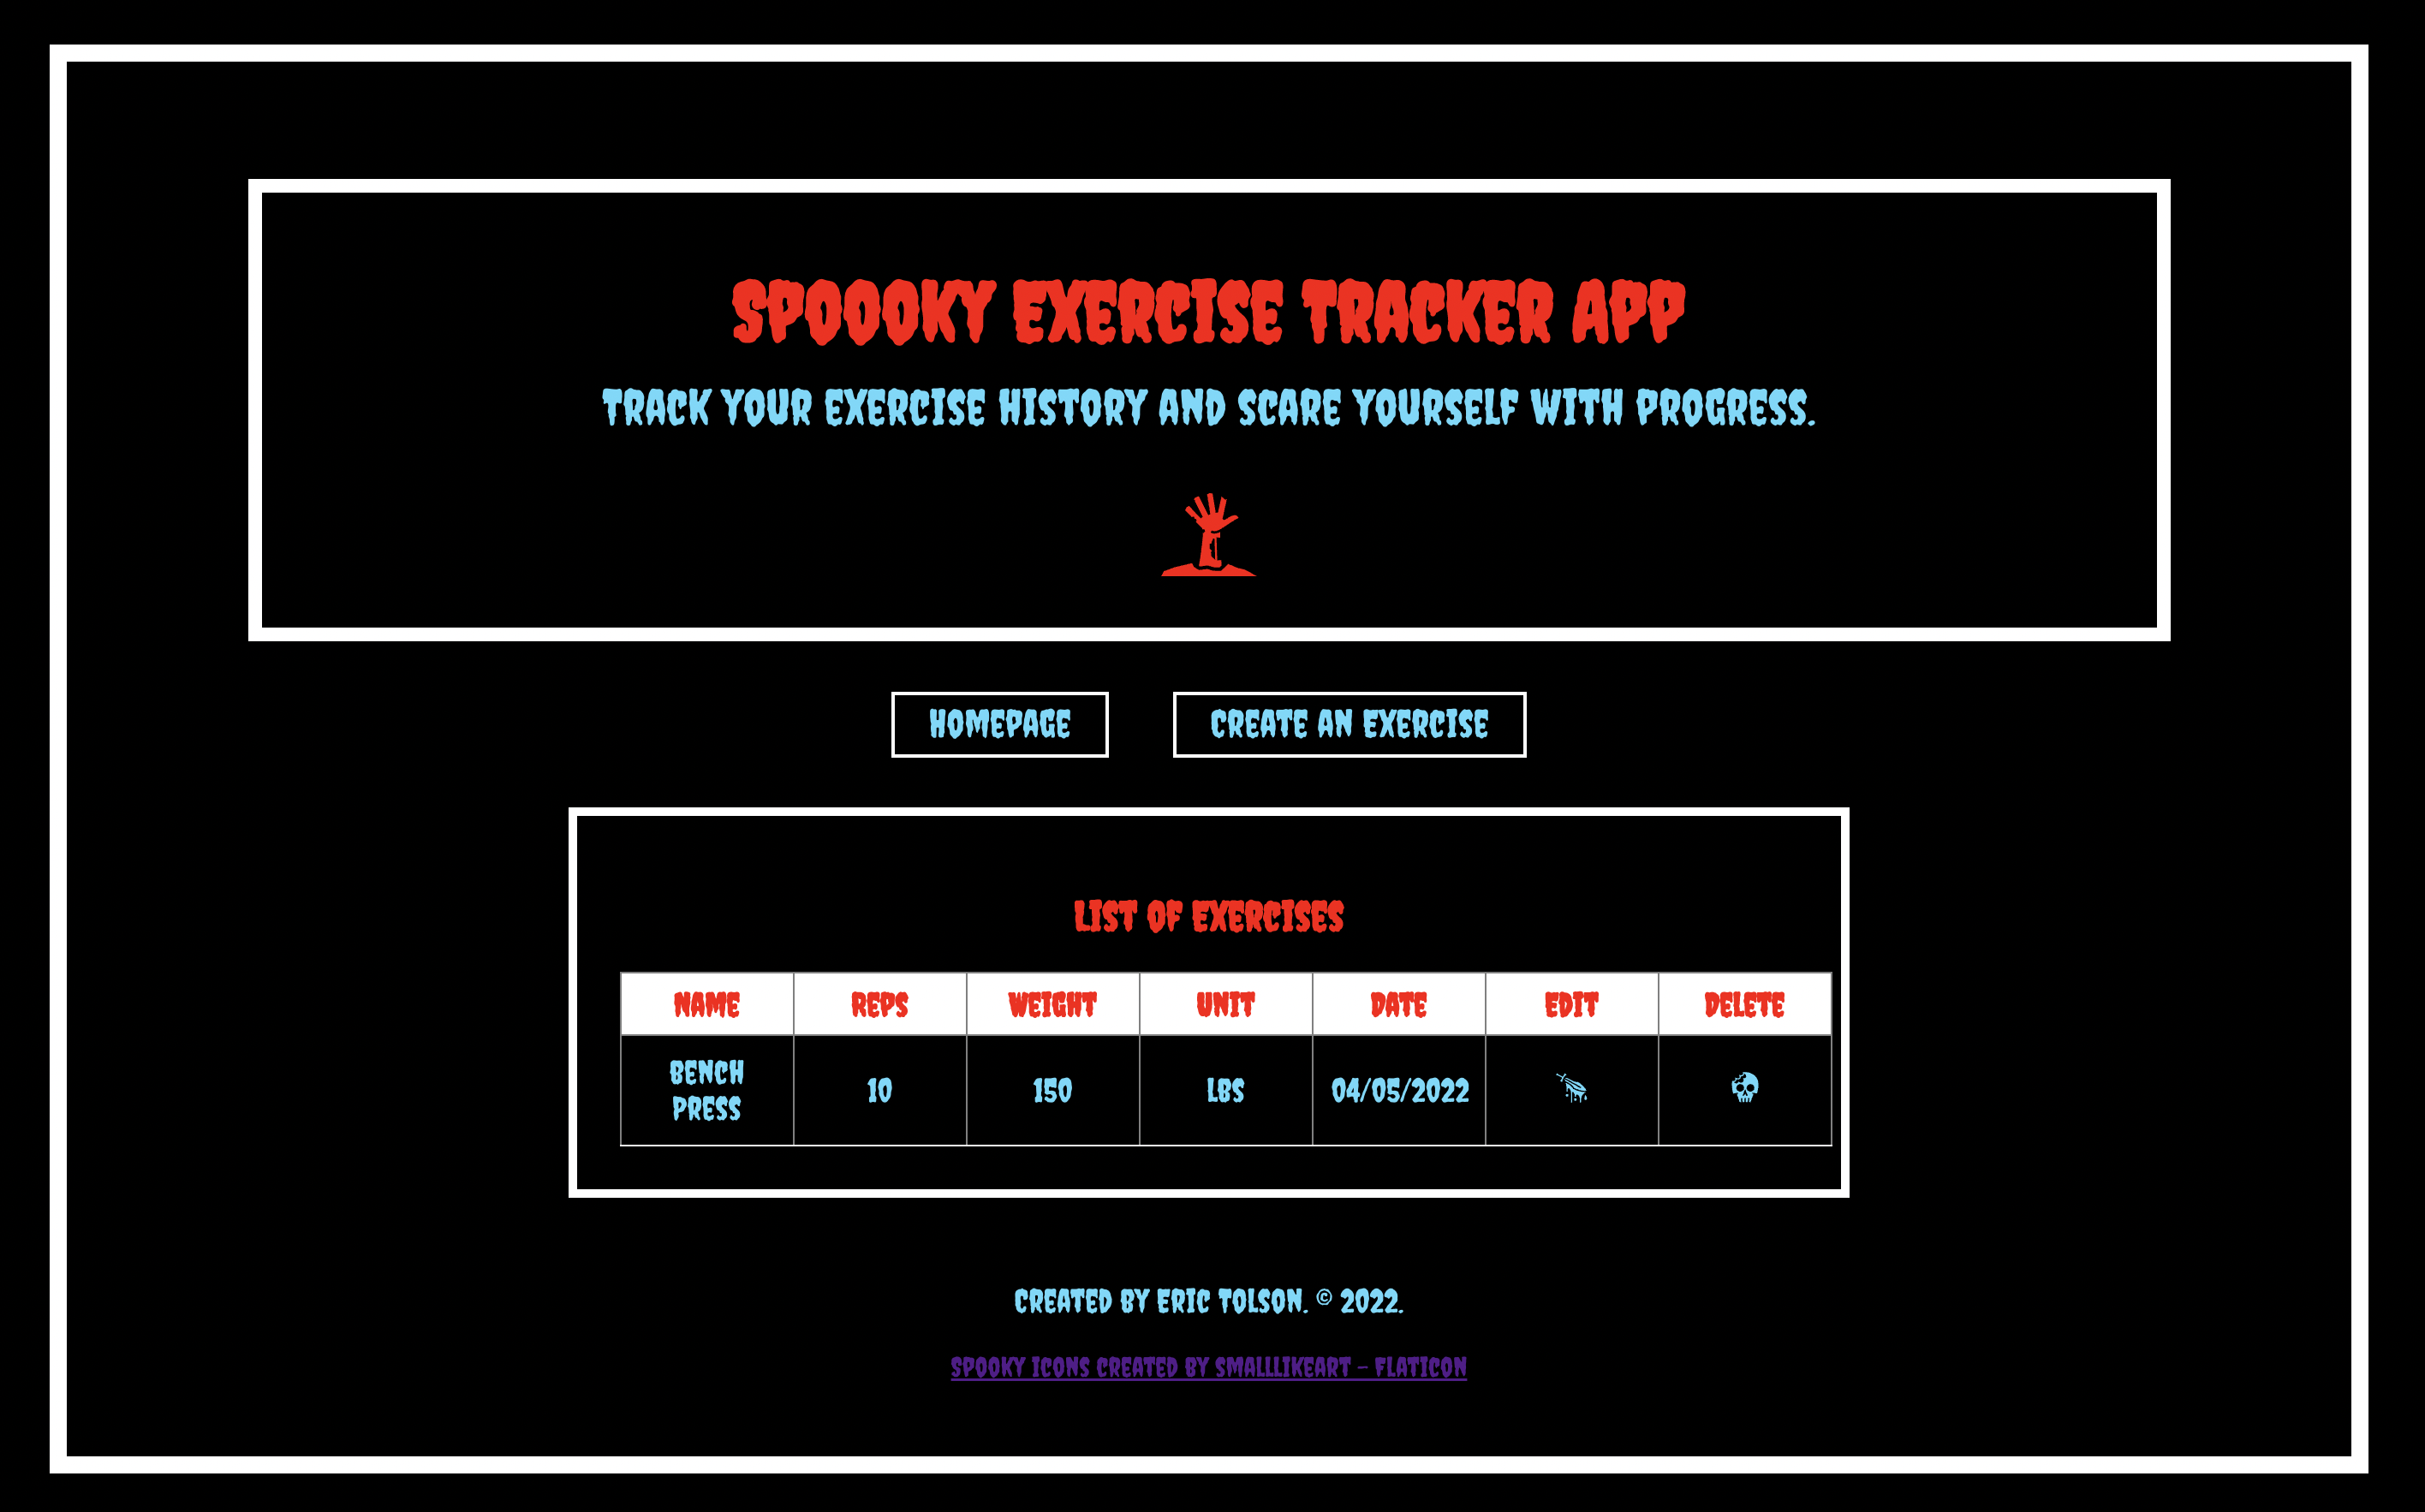 SPOOOKY EXERCISE TRACKER APP
TRACK YOUR EXERCISE HISTORY AND SCARE YOURSELF WITH PROGRESS.
HOMEPAGE CREATE AN EXERCISE
LIST OF EXERCISES
NAME REPS WEIGHT UNIT DATE EDIT DELETE
BENCH
PRESS 10 150 LBS 04/05/2022
CREATED BY ERIC TOLSON. © 2022.
SPOOKY ICONS CREATED BY SMALLLIKEART - FLATICON